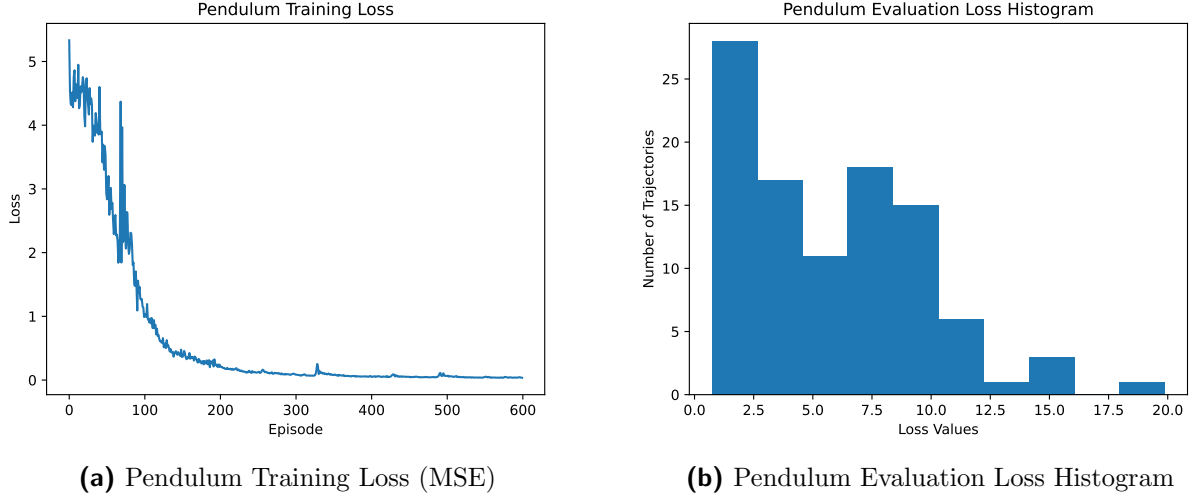 Pendulum Training Loss
Loss
5
4
3
2
1
0
0 100 200 300 400 500 600
Episode
(a) Pendulum Training Loss (MSE)
Pendulum Evaluation Loss Histogram
Number of Trajectories
25
20
15
10
5
0
0.0 2.5 5.0 7.5 10.0 12.5 15.0 17.5 20.0
Loss Values
(b) Pendulum Evaluation Loss Histogram